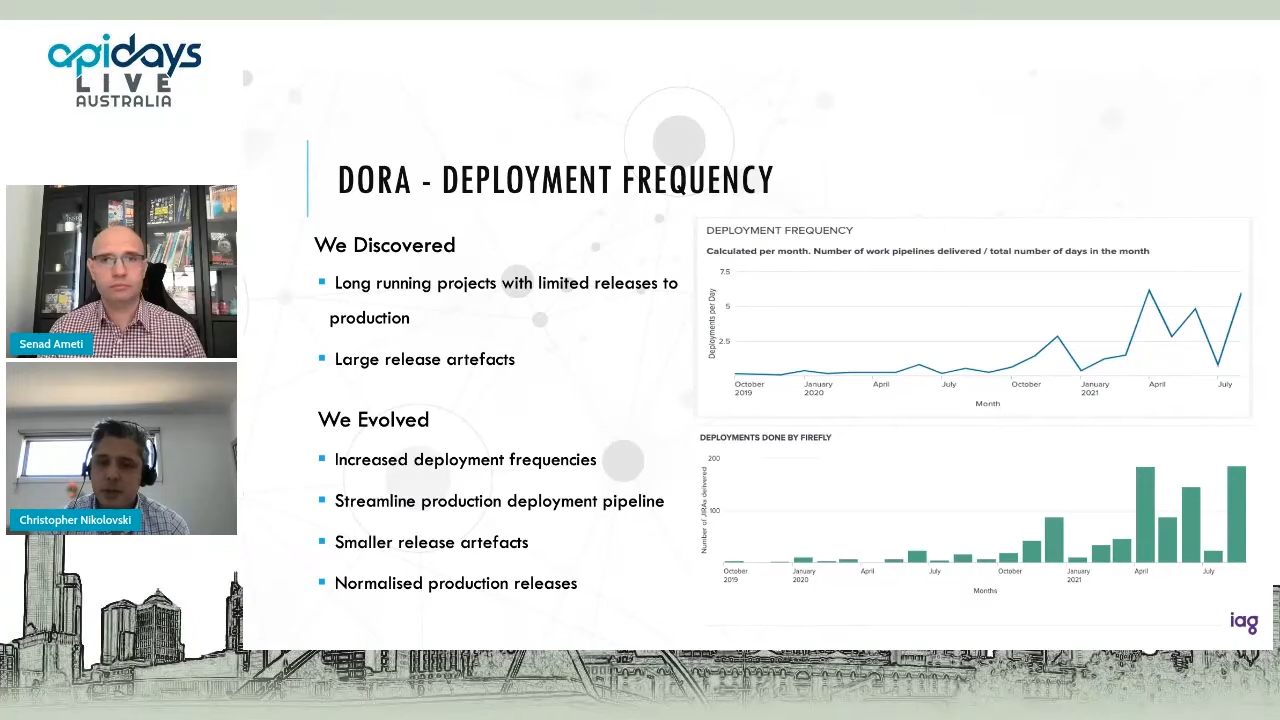 apidays
LIVE
AUSTRALIA
Senad Ameti
Christopher Nikolovski
DORA - DEPLOYMENT FREQUENCY
We Discovered
Long running projects with limited releases to
production
Large release artefacts
We Evolved
Increased deployment frequencies
Streamline production deployment pipeline
Smaller release artefacts
Normalised production releases
DEPLOYMENT FREQUENCY
Calculated per month. Number of work pipelines delivered / total number of days in the month
7.5
5
2.5
Deployments per Day
October 2019
January 2020
April
July
October
January 2021
April
July
Month
DEPLOYMENTS DONE BY FIREFLY
200
100
Number of JIRAs delivered
October 2019
January 2020
April
July
October
January 2021
April
July
Months
iag